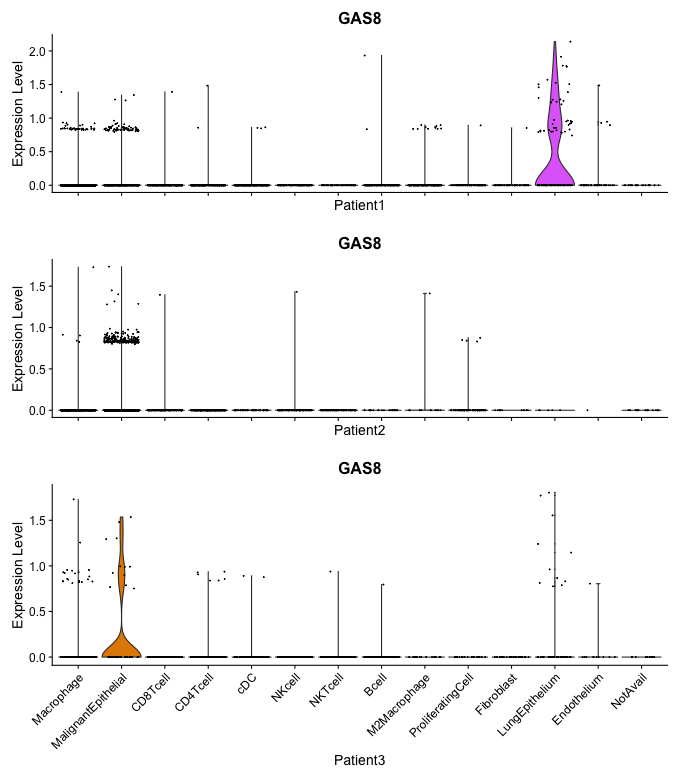 GAS8
Expression Level
2.0
1.5
1.0
0.5
0.0
Patient1
GAS8
Expression Level
1.5
1.0
0.5
0.0
Patient2
GAS8
Expression Level
1.5
1.0
0.5
0.0
Macrophage
MalignantEpithelial
CD8Tcell
CD4Tcell
cDC
NKcell
NKTcell
Bcell
M2Macrophage
ProliferatingCell
Fibroblast
LungEpithelium
Endothelium
NotAvail
Patient3